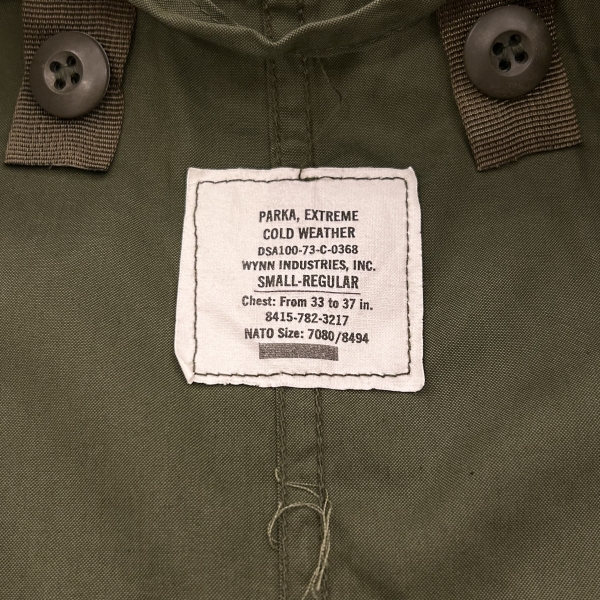 PARKA, EXTREME
COLD WEATHER
DSA100-73-C-0368
WYNN INDUSTRIES, INC.
SMALL-REGULAR
Chest: From 33 to 37 in.
8415-782-3217
NATO Size: 7080/8494